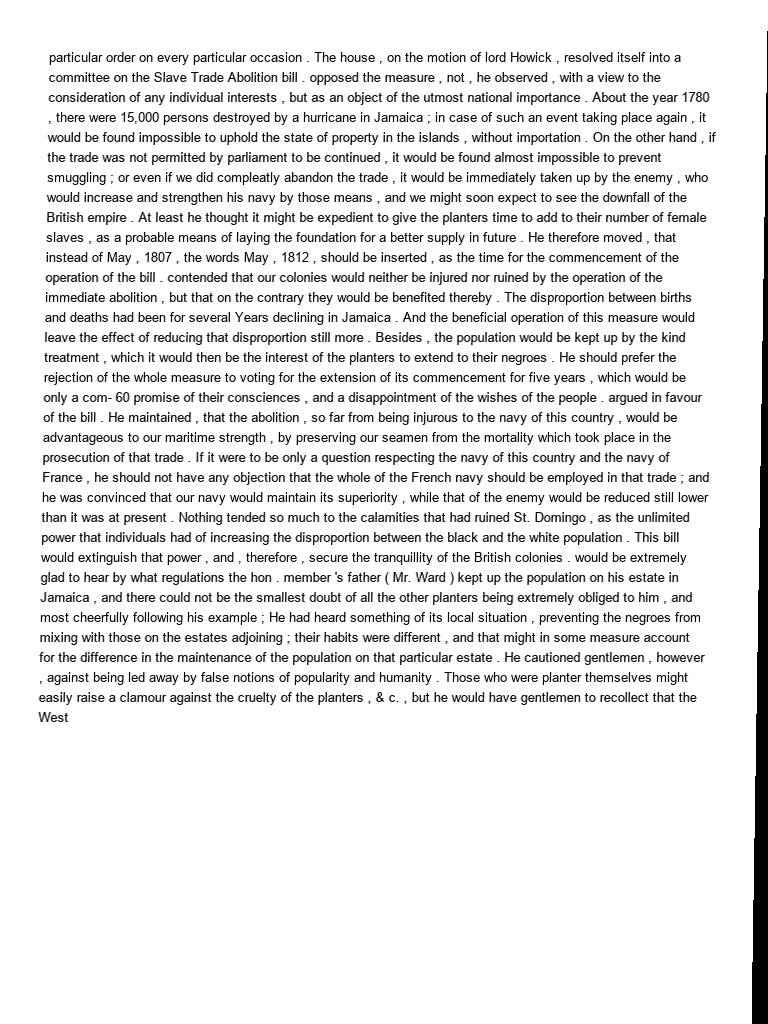 particular order on every particular occasion . The house , on the motion of lord Howick , resolved itself into a
committee on the Slave Trade Abolition bill . opposed the measure , not , he observed , with a view to the
consideration of any individual interests , but as an object of the utmost national importance . About the year 1780
, there were 15,000 persons destroyed by a hurricane in Jamaica ; in case of such an event taking place again , it
would be found impossible to uphold the state of property in the islands , without importation . On the other hand , if
the trade was not permitted by parliament to be continued , it would be found almost impossible to prevent
smuggling ; or even if we did compleatly abandon the trade , it would be immediately taken up by the enemy , who
would increase and strengthen his navy by those means , and we might soon expect to see the downfall of the
British empire . At least he thought it might be expedient to give the planters time to add to their number of female
slaves , as a probable means of laying the foundation for a better supply in future . He therefore moved , that
instead of May , 1807 , the words May , 1812 , should be inserted , as the time for the commencement of the
operation of the bill . contended that our colonies would neither be injured nor ruined by the operation of the
immediate abolition , but that on the contrary they would be benefited thereby . The disproportion between births
and deaths had been for several Years declining in Jamaica . And the beneficial operation of this measure would
leave the effect of reducing that disproportion still more . Besides , the population would be kept up by the kind
treatment , which it would then be the interest of the planters to extend to their negroes . He should prefer the
rejection of the whole measure to voting for the extension of its commencement for five years , which would be
only a com- 60 promise of their consciences , and a disappointment of the wishes of the people . argued in favour
of the bill . He maintained , that the abolition , so far from being injurous to the navy of this country , would be
advantageous to our maritime strength , by preserving our seamen from the mortality which took place in the
prosecution of that trade . If it were to be only a question respecting the navy of this country and the navy of
France , he should not have any objection that the whole of the French navy should be employed in that trade ; and
he was convinced that our navy would maintain its superiority , while that of the enemy would be reduced still lower
than it was at present . Nothing tended so much to the calamities that had ruined St. Domingo , as the unlimited
power that individuals had of increasing the disproportion between the black and the white population . This bill
would extinguish that power , and , therefore , secure the tranquillity of the British colonies . would be extremely
glad to hear by what regulations the hon . member 's father ( Mr. Ward ) kept up the population on his estate in
Jamaica , and there could not be the smallest doubt of all the other planters being extremely obliged to him , and
most cheerfully following his example ; He had heard something of its local situation , preventing the negroes from
mixing with those on the estates adjoining ; their habits were different , and that might in some measure account
for the difference in the maintenance of the population on that particular estate . He cautioned gentlemen , however
, against being led away by false notions of popularity and humanity . Those who were planter themselves might
easily raise a clamour against the cruelty of the planters , & c. , but he would have gentlemen to recollect that the
West